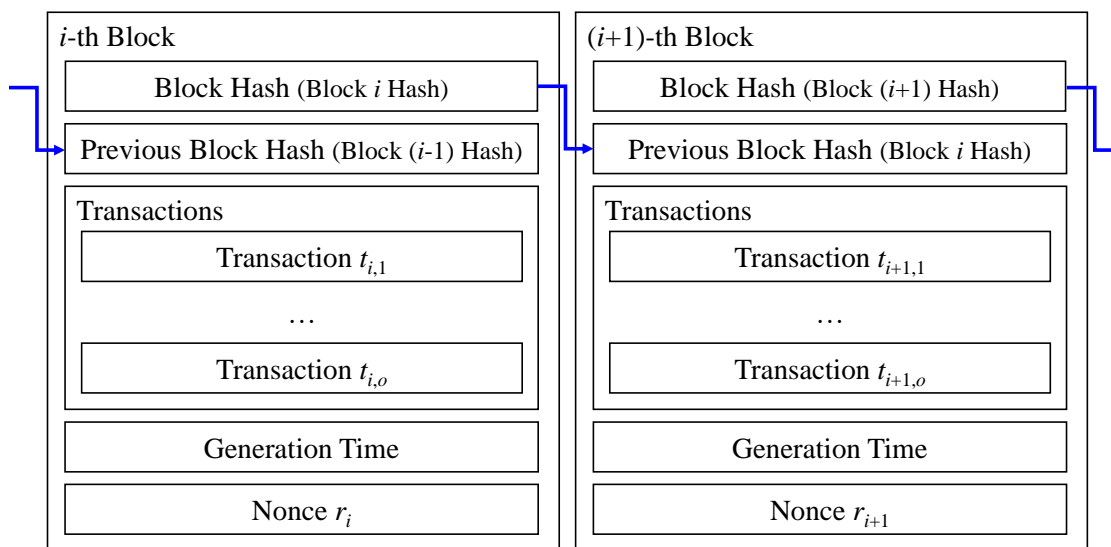 i-th Block
Block Hash (Block i Hash)
Previous Block Hash (Block (i-1) Hash)
Transactions
Transaction t_{i,1}
…
Transaction t_{i,o}
Generation Time
Nonce r_i
(i+1)-th Block
Block Hash (Block (i+1) Hash)
Previous Block Hash (Block i Hash)
Transactions
Transaction t_{i+1,1}
…
Transaction t_{i+1,o}
Generation Time
Nonce r_{i+1}